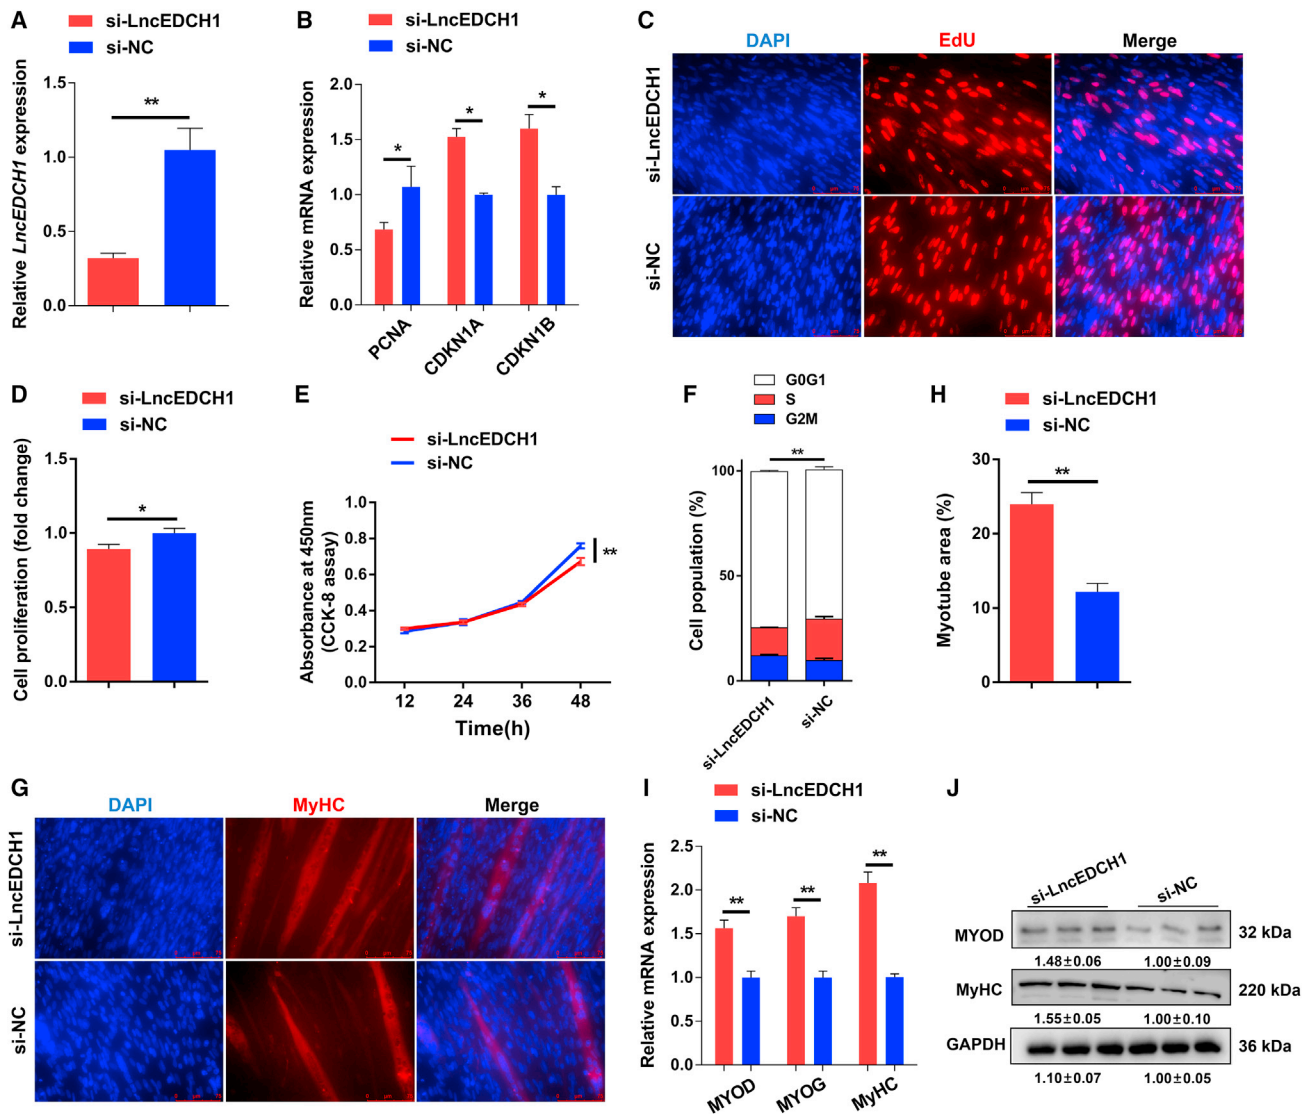 A
si-LncEDCH1
si-NC
Relative LncEDCH1 expression
1.5
1.0
0.5
0.0
**
B
si-LncEDCH1
si-NC
Relative mRNA expression
2.0
1.5
1.0
0.5
0.0
*
*
*
PCNA
CDKN1A
CDKN1B
C
DAPI
EdU
Merge
si-LncEDCH1
si-NC
D
si-LncEDCH1
si-NC
Cell proliferation (fold change)
1.5
1.0
0.5
0.0
*
E
si-LncEDCH1
si-NC
Absorbance at 450nm
(CCK-8 assay)
1.0
0.8
0.6
0.4
0.2
0.0
**
12
24
36
48
Time(h)
F
G0G1
S
G2M
Cell population (%)
100
50
0
**
si-LncEDCH1
si-NC
H
si-LncEDCH1
si-NC
Myotube area (%)
30
20
10
0
**
G
DAPI
MyHC
Merge
si-LncEDCH1
si-NC
I
si-LncEDCH1
si-NC
Relative mRNA expression
2.5
2.0
1.5
1.0
0.5
0.0
**
**
**
MYOD
MYOG
MyHC
J
si-LncEDCH1
si-NC
MYOD
32 kDa
1.48±0.06
1.00±0.09
MyHC
220 kDa
1.55±0.05
1.00±0.10
GAPDH
36 kDa
1.10±0.07
1.00±0.05